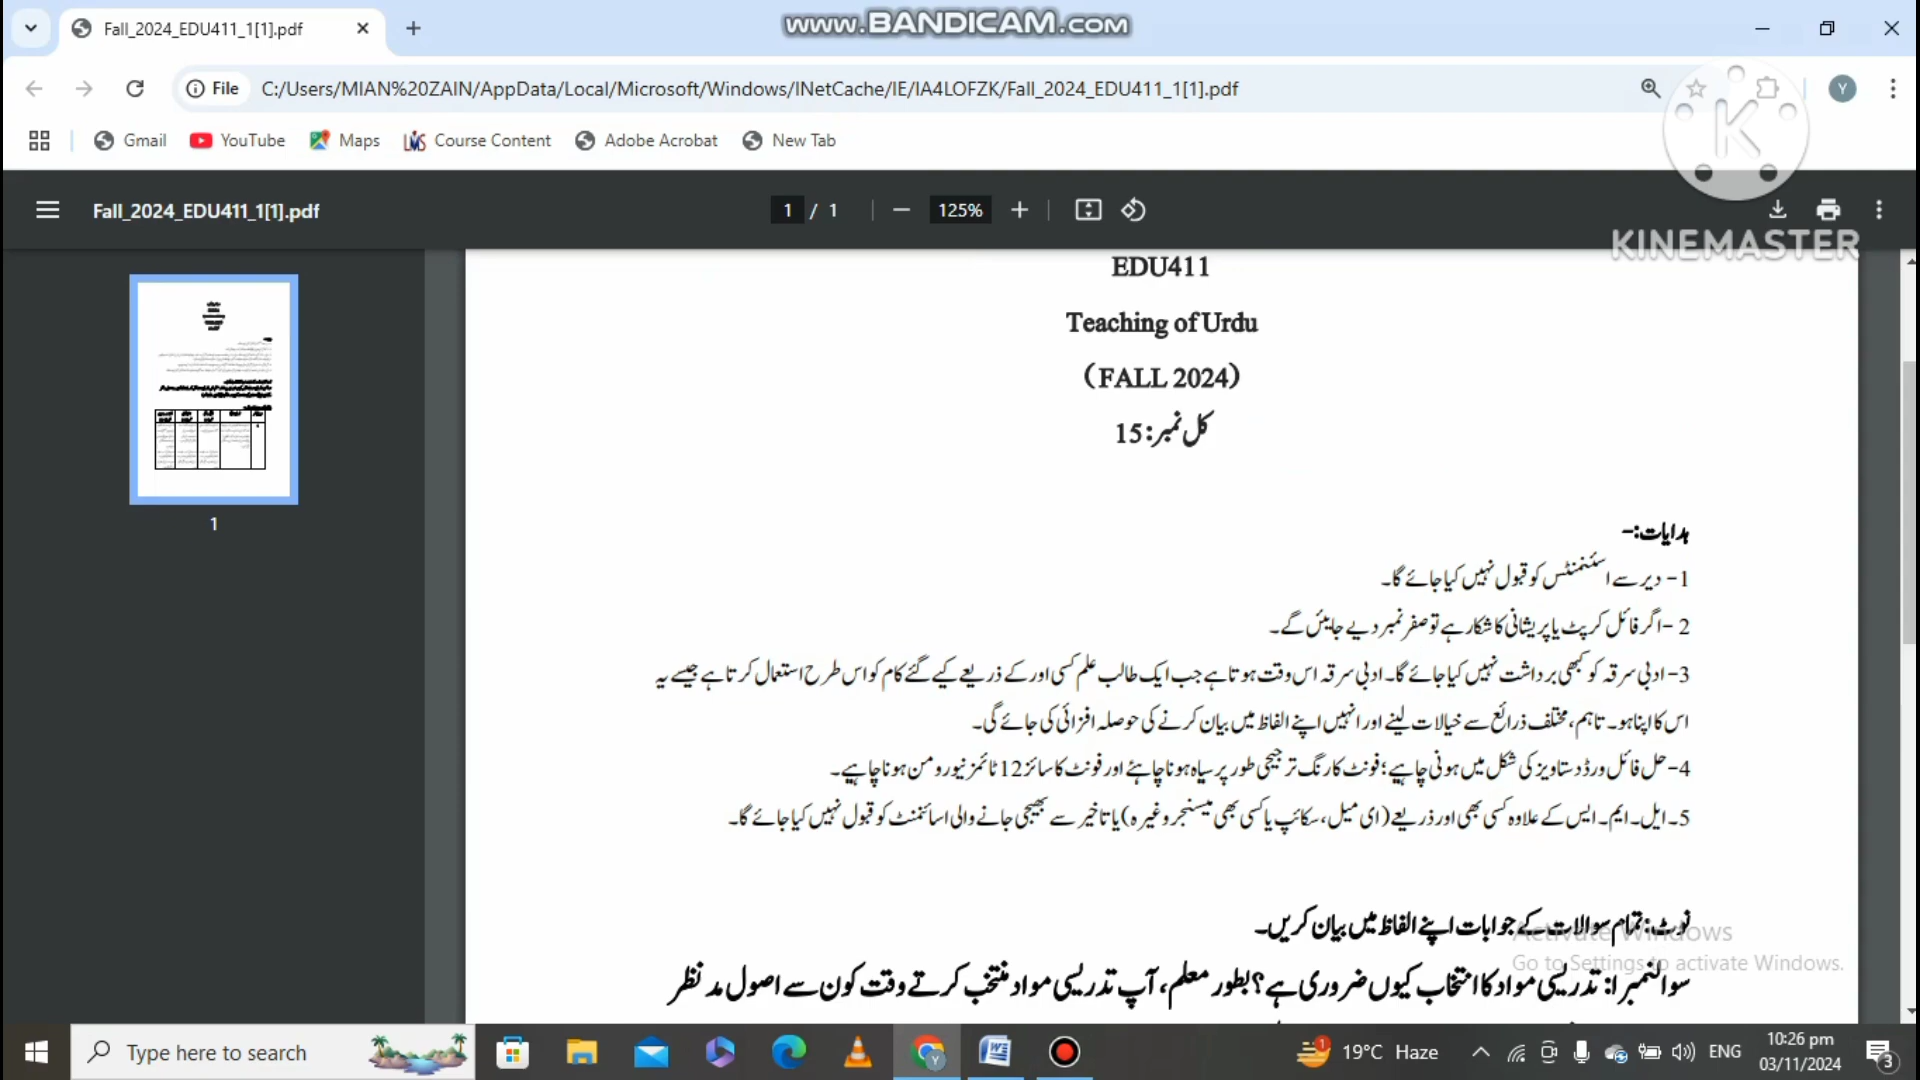 Fall_2024_EDU411_1[1].pdf
WWW.BANDICAM.COM
File
C:/Users/MIAN%20ZAIN/AppData/Local/Microsoft/Windows/INetCache/IE/IA4LOFZK/Fall_2024_EDU411_1[1].pdf
Y
Gmail
YouTube
Maps
Course Content
Adobe Acrobat
New Tab
K
KINEMASTER
Fall_2024_EDU411_1[1].pdf
1 / 1
125%
1
EDU411
Teaching of Urdu
(FALL 2024)
کل نمبر: 15
ہدایات:-
1- دیر سے اسئنمنٹس کو قبول نہیں کیا جائے گا۔
2 -اگر فائل کرپٹ یا پریشانی کا شکار ہے تو صفر نمبر دیے جایئں گے۔
3- ادبی سرقہ کو کبھی برداشت نہیں کیا جائے گا۔ ادبی سرقہ اس وقت ہوتا ہے جب ایک طالب علم کسی اور کے ذریعے کیے گئے کام کو اس طرح استعمال کرتا ہے جیسے یہ
اس کا اپنا ہو۔ تاہم، مختلف ذرائع سے خیالات لینے اور انہیں اپنے الفاظ میں بیان کرنے کی حوصلہ افزائی کی جائے گی۔
4- حل فائل ورڈ دستاویز کی شکل میں ہونی چاہیے؛ فونٹ کا رنگ ترجیحی طور پر سیاہ ہونا چاہئے اور فونٹ کا سائز 12 ٹائمز نیو رومن ہونا چاہیے۔
5۔ ایل۔ ایم۔ ایس کے علاوہ کسی بھی اور ذریعے (ای میل، سکائپ یا کسی بھی میسنجر وغیرہ) یا تاخیر سے بھیجی جانے والی اسائنمنٹ کو قبول نہیں کیا جائے گا۔
نوٹ: تمام سوالات کے جوابات اپنے الفاظ میں بیان کریں۔
سوالنمبر ا: تدریسی مواد کا انتخاب کیوں ضروری ہے؟ بطور معلم، آپ تدریسی مواد منتخب کرتے وقت کون سے اصول مد نظر
Activate Windows
Go to Settings to activate Windows.
Type here to search
W
Y
1
19°C Haze
ENG
10:26 pm
03/11/2024
3